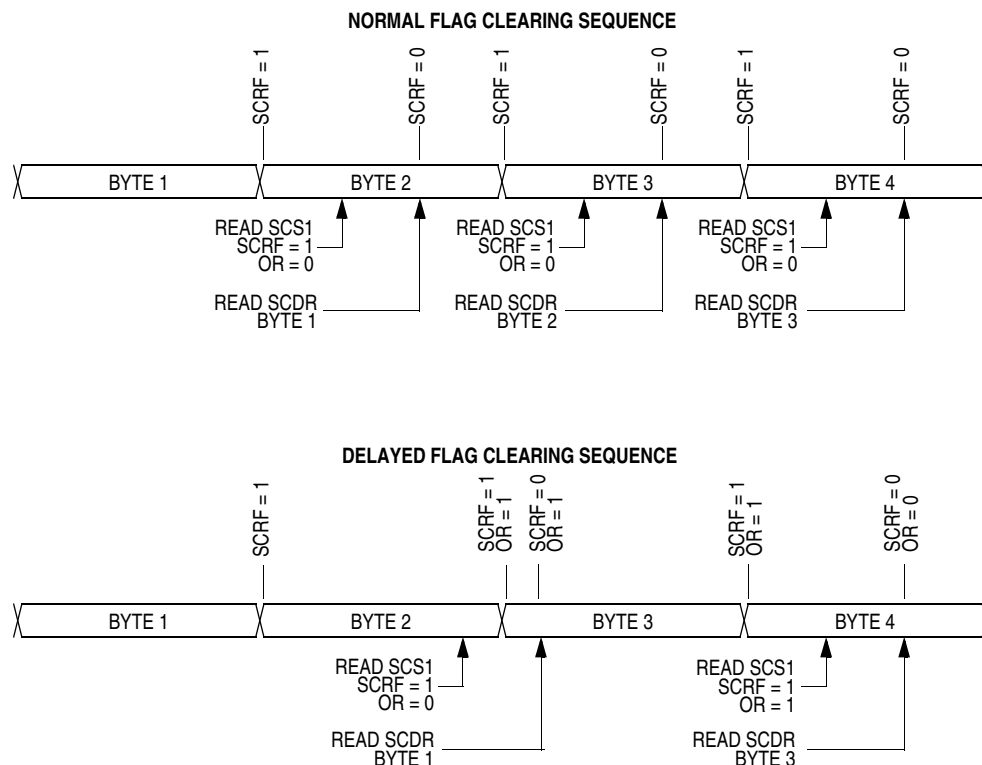 NORMAL FLAG CLEARING SEQUENCE
SCRF = 1
SCRF = 0
SCRF = 1
SCRF = 0
SCRF = 1
SCRF = 0
BYTE 1
BYTE 2
BYTE 3
BYTE 4
READ SCS1
SCRF = 1
OR = 0
READ SCS1
SCRF = 1
OR = 0
READ SCS1
SCRF = 1
OR = 0
READ SCDR
BYTE 1
READ SCDR
BYTE 2
READ SCDR
BYTE 3
DELAYED FLAG CLEARING SEQUENCE
SCRF = 1
SCRF = 1
OR = 1
SCRF = 0
OR = 1
SCRF = 1
OR = 1
SCRF = 0
OR = 0
BYTE 1
BYTE 2
BYTE 3
BYTE 4
READ SCS1
SCRF = 1
OR = 0
READ SCS1
SCRF = 1
OR = 1
READ SCDR
BYTE 1
READ SCDR
BYTE 3